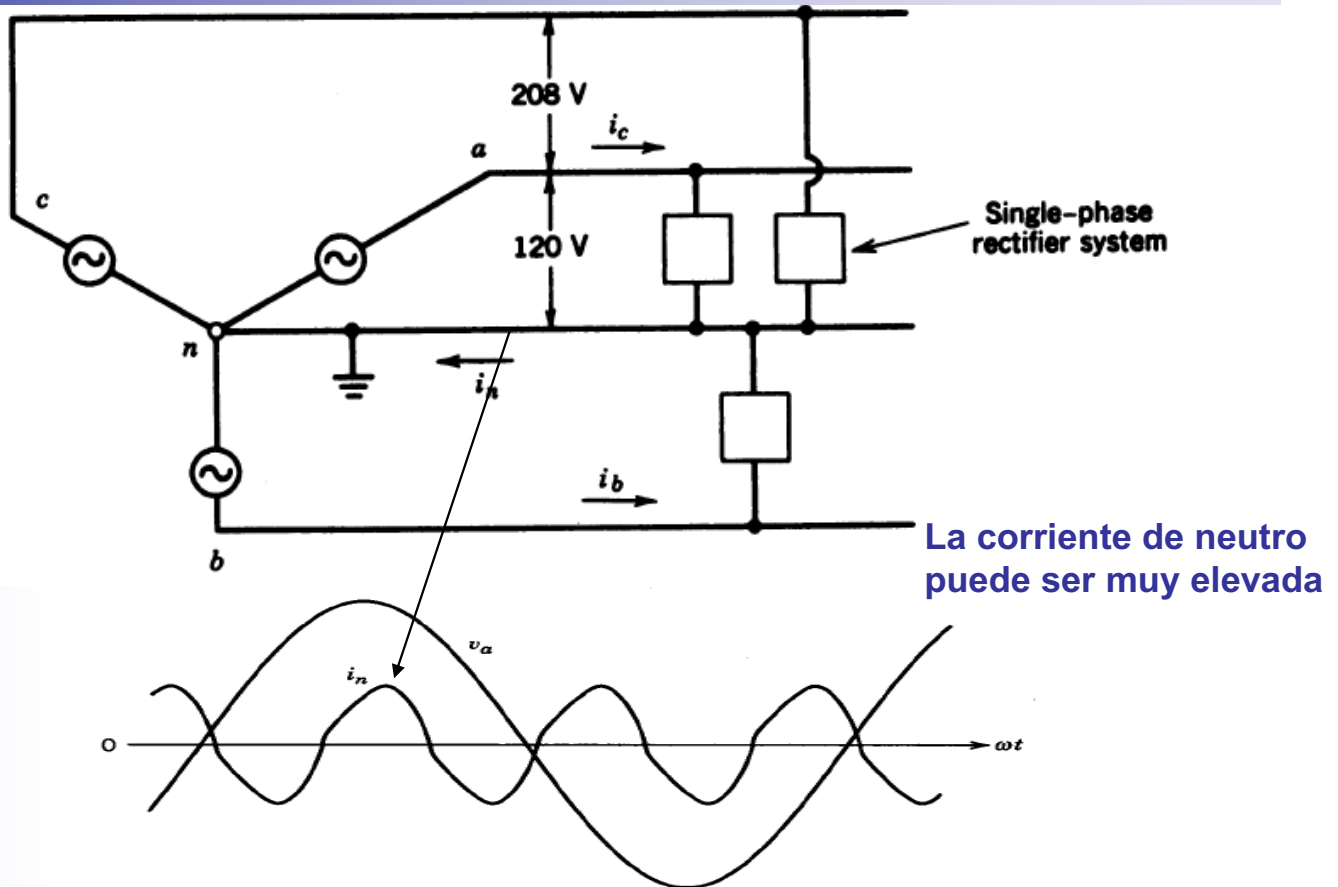 208 V
i_c
a
c
120 V
Single-phase
rectifier system
n
i_n
i_b
b
La corriente de neutro
puede ser muy elevada
v_a
i_n
O
ωt